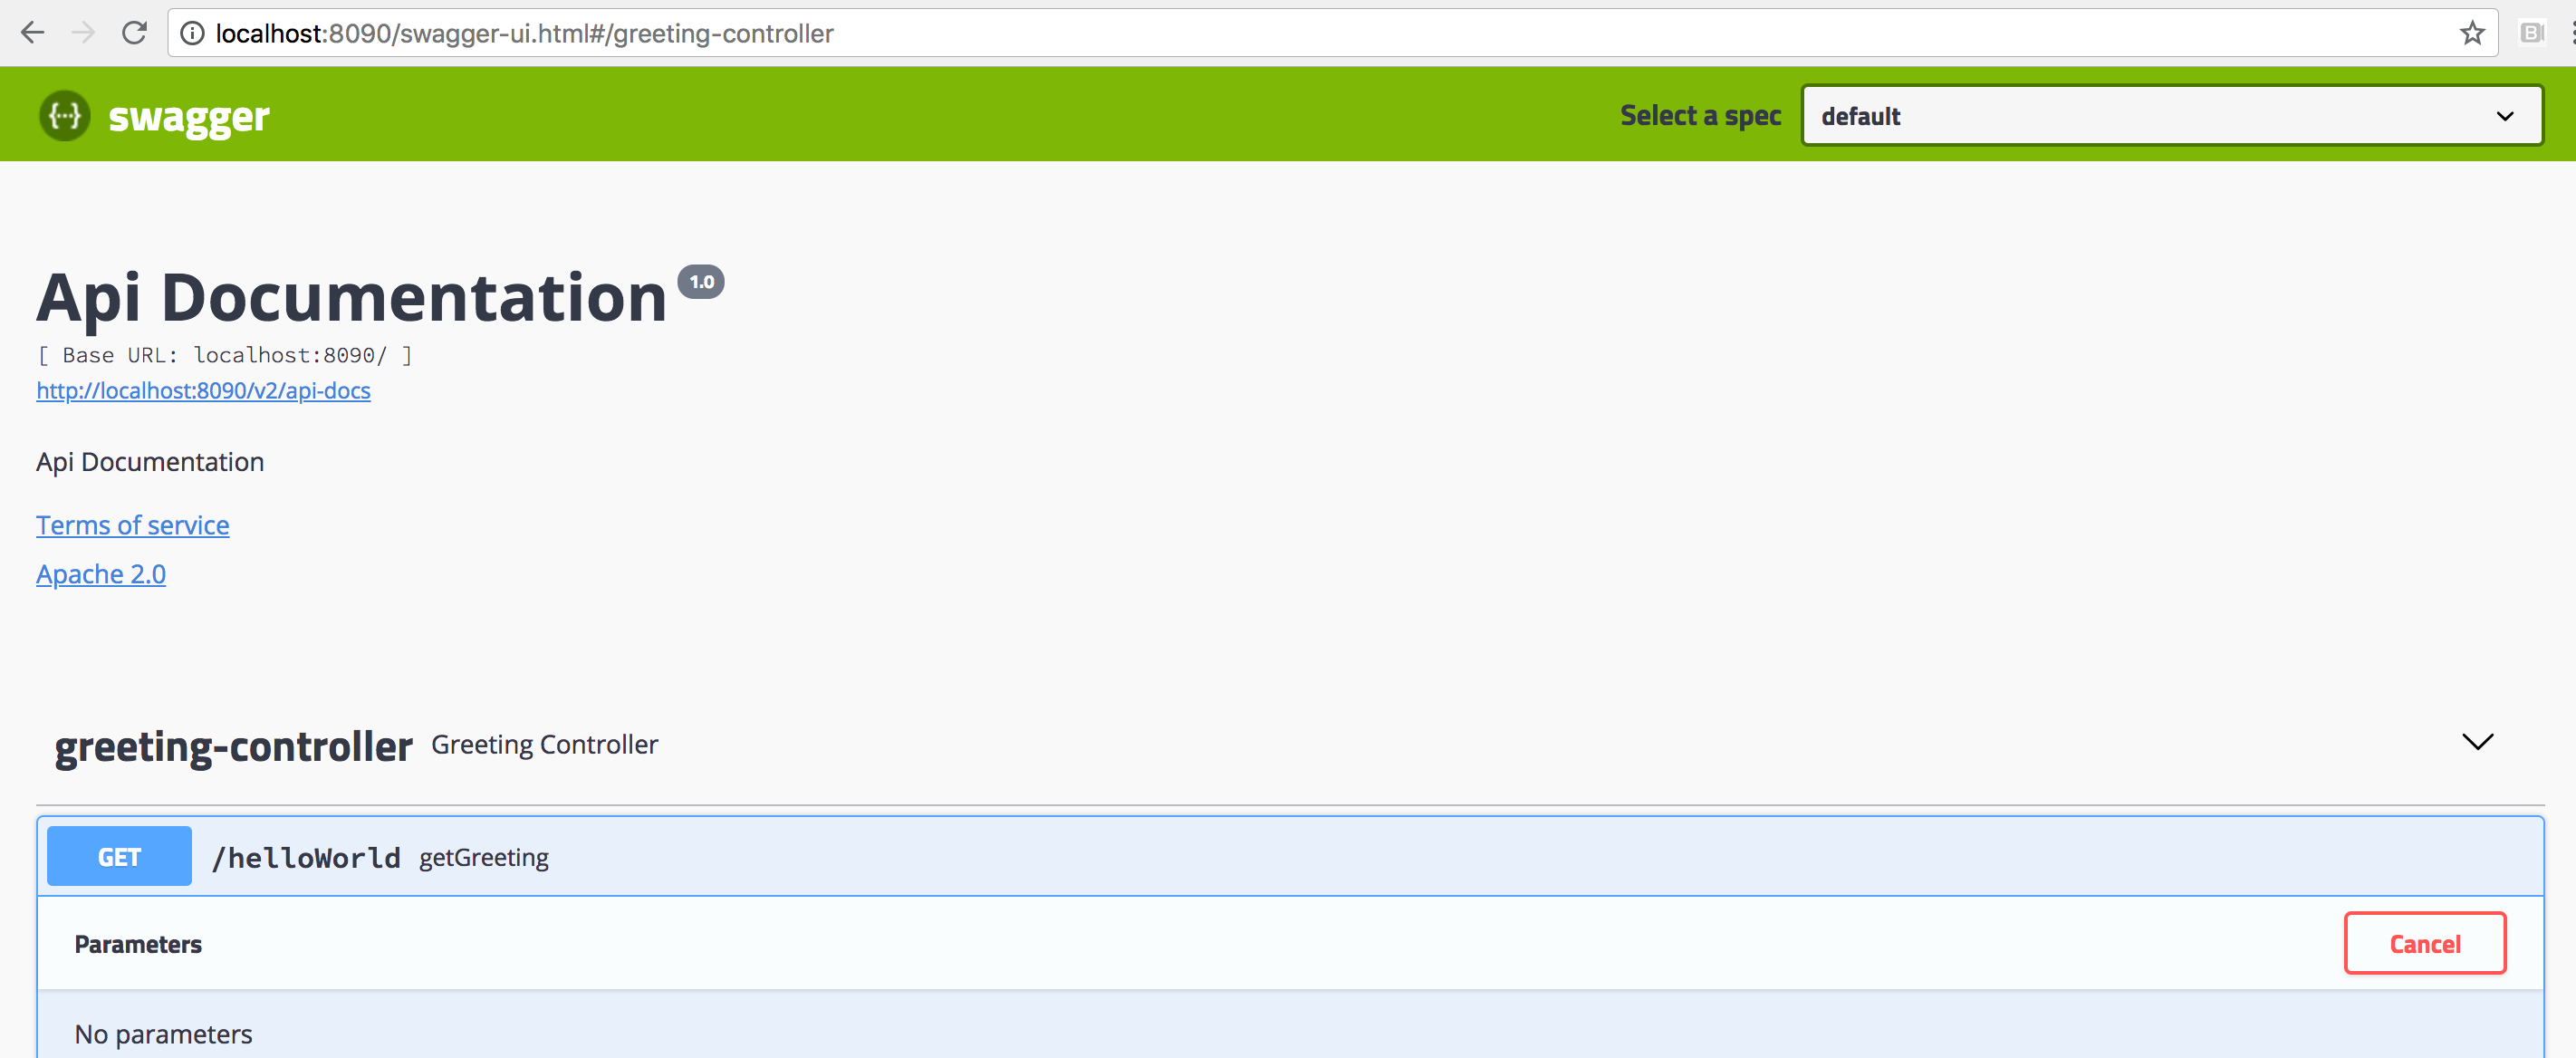 localhost:8090/swagger-ui.html#/greeting-controller
swagger
Select a spec
default
Api Documentation 1.0
[ Base URL: localhost:8090/ ]
http://localhost:8090/v2/api-docs
Api Documentation
Terms of service
Apache 2.0
greeting-controller Greeting Controller
GET /helloWorld getGreeting
Parameters
Cancel
No parameters